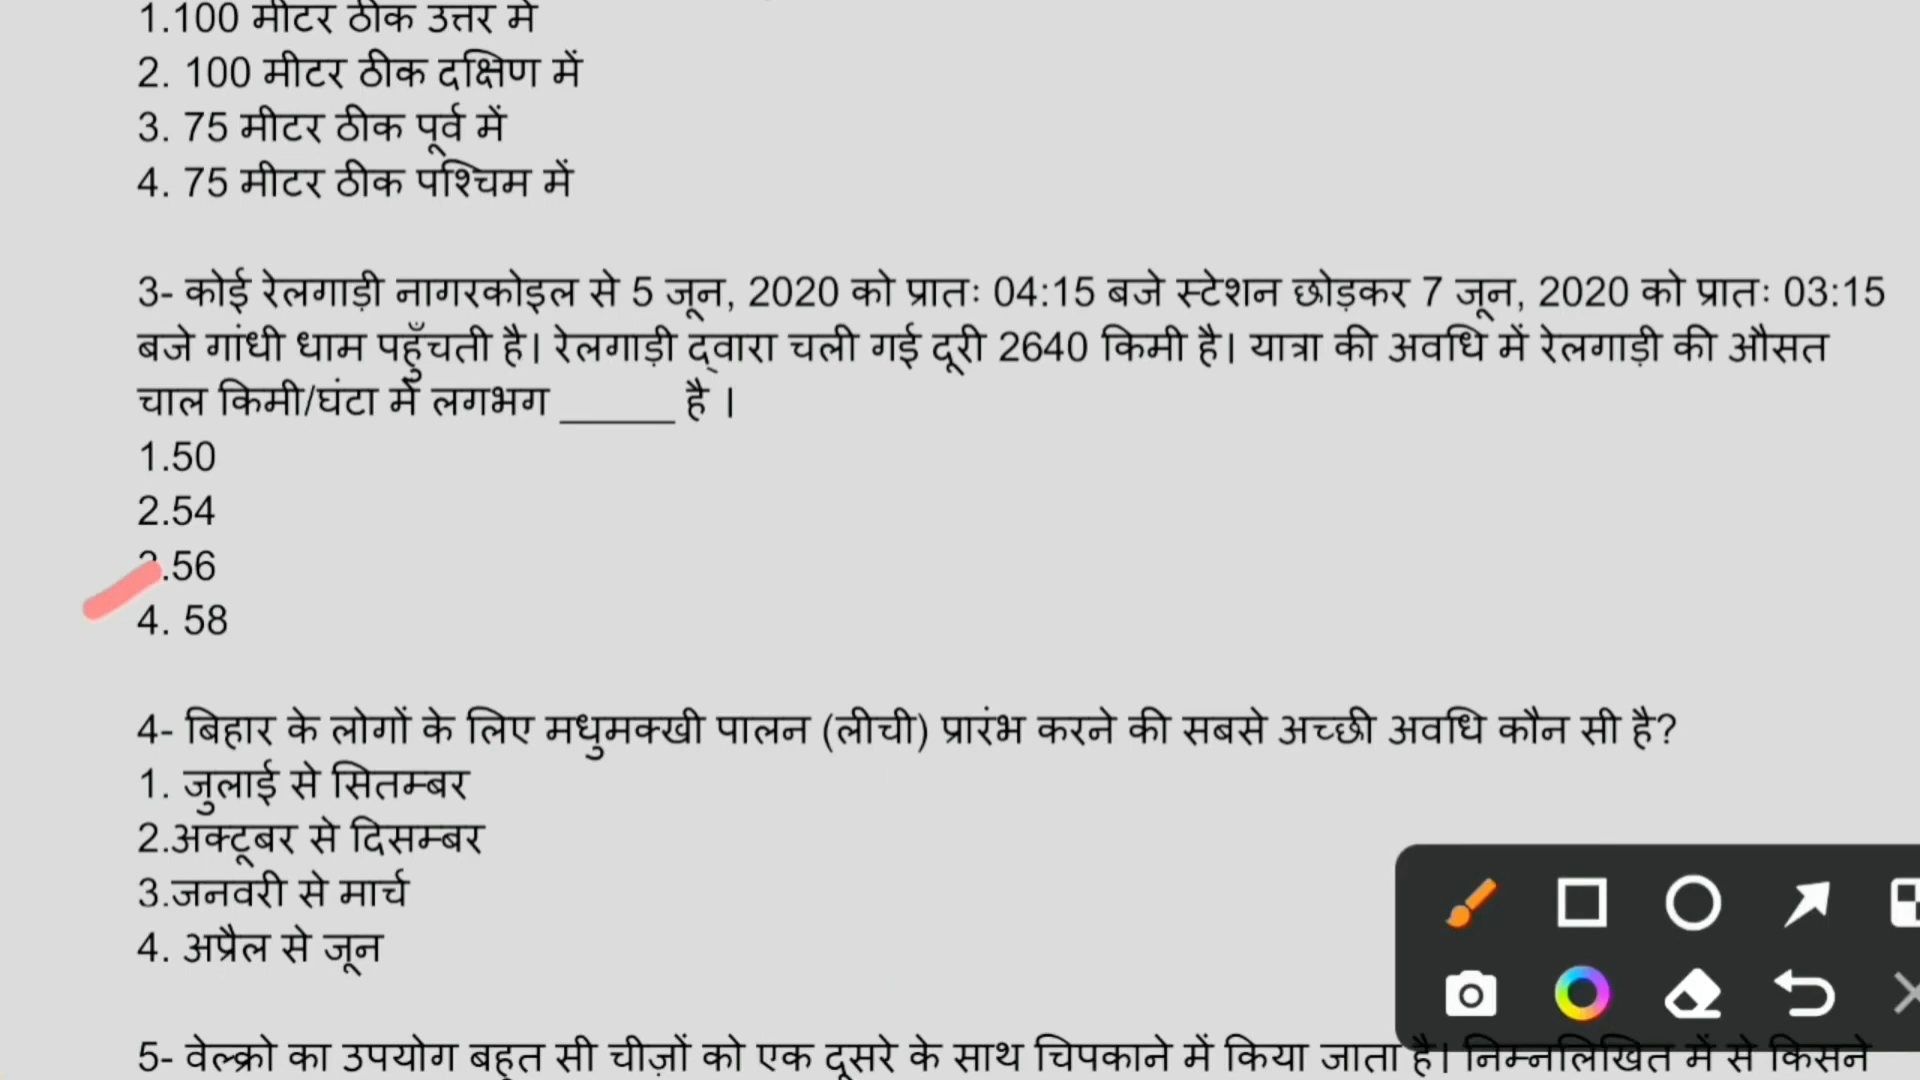 1.100 मीटर ठीक उत्तर में
2. 100 मीटर ठीक दक्षिण में
3. 75 मीटर ठीक पूर्व में
4. 75 मीटर ठीक पश्चिम में
3- कोई रेलगाड़ी नागरकोइल से 5 जून, 2020 को प्रातः 04:15 बजे स्टेशन छोड़कर 7 जून, 2020 को प्रातः 03:15
बजे गांधी धाम पहुँचती है। रेलगाड़ी द्वारा चली गई दूरी 2640 किमी है। यात्रा की अवधि में रेलगाड़ी की औसत
चाल किमी/घंटा में लगभग _____ है ।
1.50
2.54
3.56
4. 58
4- बिहार के लोगों के लिए मधुमक्खी पालन (लीची) प्रारंभ करने की सबसे अच्छी अवधि कौन सी है?
1. जुलाई से सितम्बर
2.अक्टूबर से दिसम्बर
3.जनवरी से मार्च
4. अप्रैल से जून
5- वेल्क्रो का उपयोग बहुत सी चीज़ों को एक दूसरे के साथ चिपकाने में किया जाता है। निम्नलिखित में से किसने